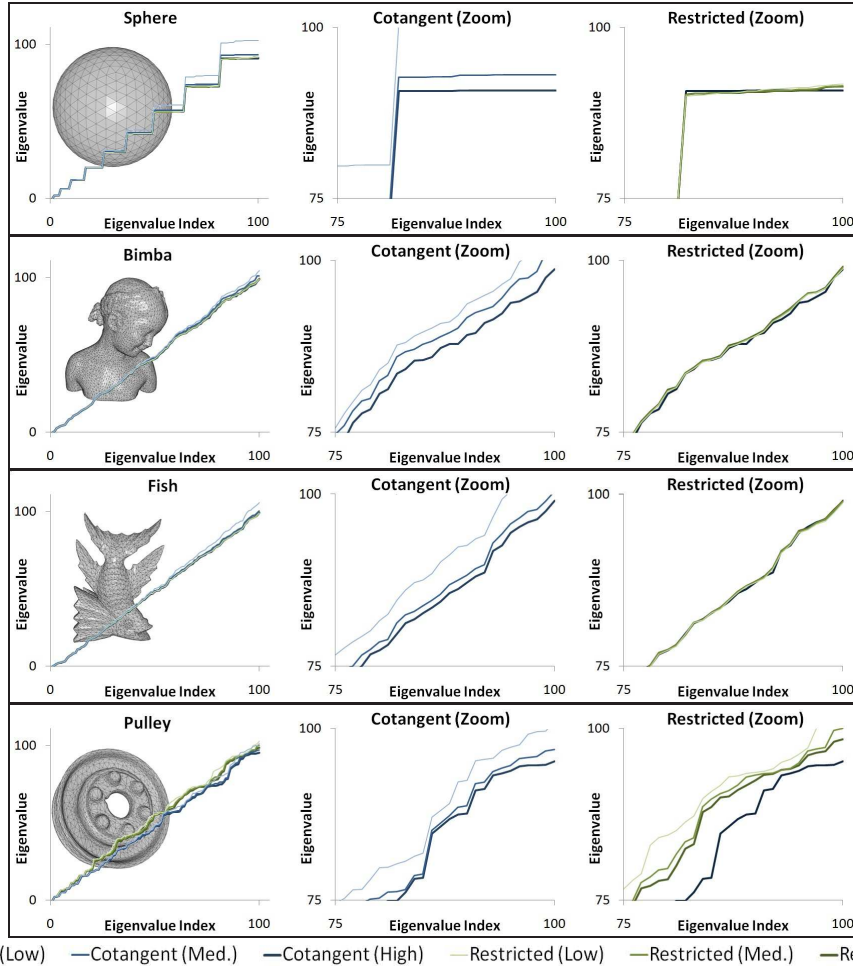 Sphere
Cotangent (Zoom)
Restricted (Zoom)
100
100
100
Eigenvalue
Eigenvalue
Eigenvalue
0
75
75
0
Eigenvalue Index
100
75
Eigenvalue Index
100
75
Eigenvalue Index
100
Bimba
Cotangent (Zoom)
Restricted (Zoom)
100
100
100
Eigenvalue
Eigenvalue
Eigenvalue
0
75
75
0
Eigenvalue Index
100
75
Eigenvalue Index
100
75
Eigenvalue Index
100
Fish
Cotangent (Zoom)
Restricted (Zoom)
100
100
100
Eigenvalue
Eigenvalue
Eigenvalue
0
75
75
0
Eigenvalue Index
100
75
Eigenvalue Index
100
75
Eigenvalue Index
100
Pulley
Cotangent (Zoom)
Restricted (Zoom)
100
100
100
Eigenvalue
Eigenvalue
Eigenvalue
0
75
75
0
Eigenvalue Index
100
75
Eigenvalue Index
100
75
Eigenvalue Index
100
(Low) Cotangent (Med.) Cotangent (High) Restricted (Low) Restricted (Med.)